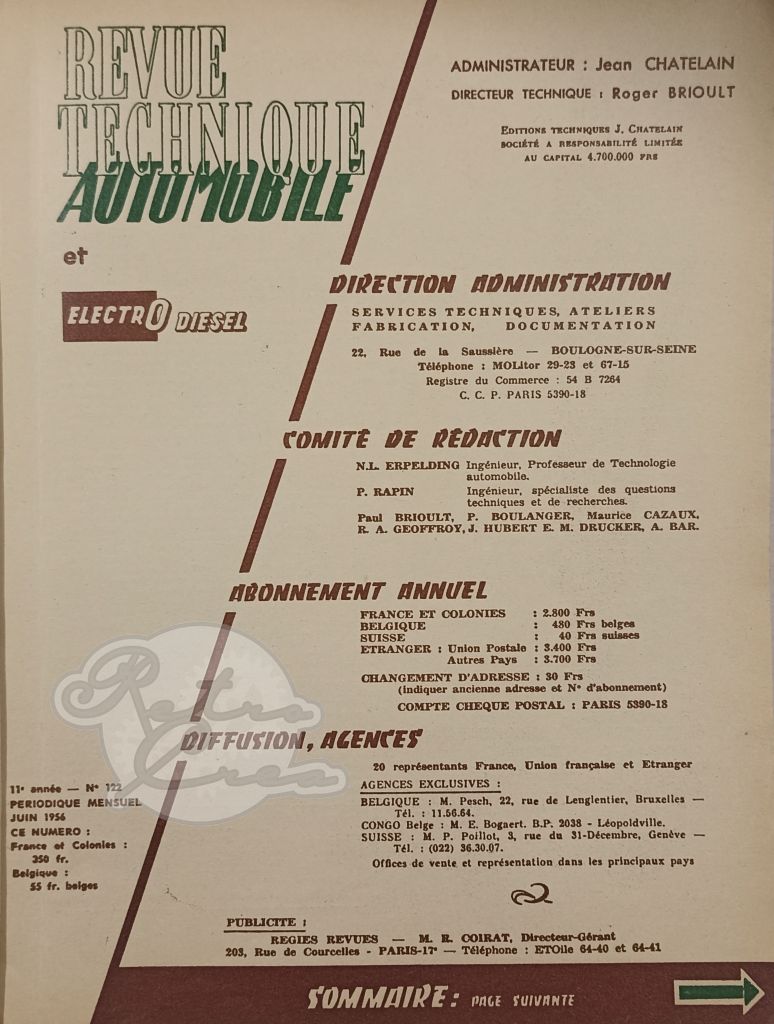 REVUE
TECHNIQUE
AUTOMOBILE
et
ELECTRO DIESEL
ADMINISTRATEUR : Jean CHATELAIN
DIRECTEUR TECHNIQUE : Roger BRIOULT
EDITIONS TECHNIQUES J. CHATELAIN
SOCIÉTÉ A RESPONSABILITÉ LIMITÉE
AU CAPITAL 4.700.000 FRS
DIRECTION ADMINISTRATION
SERVICES TECHNIQUES, ATELIERS
FABRICATION, DOCUMENTATION
22, Rue de la Saussière — BOULOGNE-SUR-SEINE
Téléphone : MOLitor 29-23 et 67-15
Registre du Commerce : 54 B 7264
C. C. P. PARIS 5390-18
COMITÉ DE RÉDACTION
N.L. ERPELDING Ingénieur, Professeur de Technologie
automobile.
P. RAPIN Ingénieur, spécialiste des questions
techniques et de recherches.
Paul BRIOULT, P. BOULANGER, Maurice CAZAUX,
R. A. GEOFFROY, J. HUBERT E. M. DRUCKER, A. BAR.
ABONNEMENT ANNUEL
FRANCE ET COLONIES : 2.800 Frs
BELGIQUE : 480 Frs belges
SUISSE : 40 Frs suisses
ETRANGER : Union Postale : 3.400 Frs
Autres Pays : 3.700 Frs
CHANGEMENT D'ADRESSE : 30 Frs
(indiquer ancienne adresse et N° d'abonnement)
COMPTE CHEQUE POSTAL : PARIS 5390-18
DIFFUSION, AGENCES
20 représentants France, Union française et Etranger
AGENCES EXCLUSIVES :
BELGIQUE : M. Pesch, 22, rue de Lenglentier, Bruxelles —
Tél. : 11.56.64.
CONGO Belge : M. E. Bogaert. B.P. 2038 - Léopoldville.
SUISSE : M. P. Poillot, 3, rue du 31-Décembre, Genève —
Tél. : (022) 36.30.07.
Offices de vente et représentation dans les principaux pays
11e année — N° 122
PERIODIQUE MENSUEL
JUIN 1956
CE NUMERO :
France et Colonies :
350 fr.
Belgique :
55 fr. belges
Retro
Crea
PUBLICITE :
REGIES REVUES — M. R. COIRAT, Directeur-Gérant
203, Rue de Courcelles - PARIS-17e — Téléphone : ETOile 64-40 et 64-41
SOMMAIRE : PAGE SUIVANTE